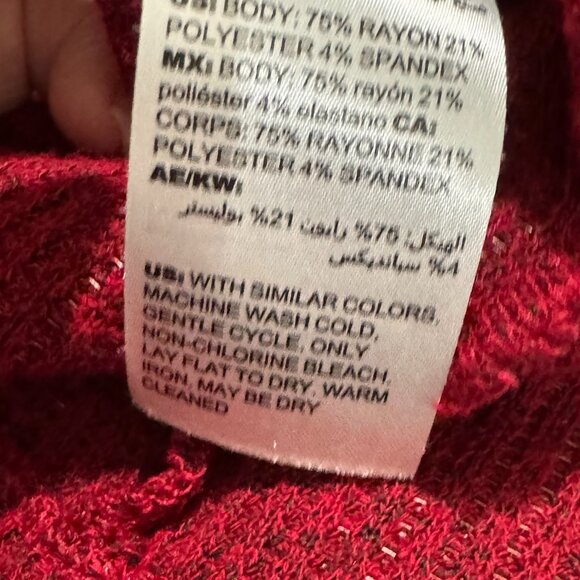 US: BODY: 75% RAYON 21%
POLYESTER 4% SPANDEX
MX: BODY: 75% rayón 21%
poliéster 4% elastano CA:
CORPS: 75% RAYONNE 21%
POLYESTER 4% SPANDEX
AE/KW:
الهيكل: 75% رايون 21% بوليستر
4% سباندیکس
US: WITH SIMILAR COLORS,
MACHINE WASH COLD,
GENTLE CYCLE, ONLY
NON-CHLORINE BLEACH,
LAY FLAT TO DRY, WARM
IRON, MAY BE DRY
CLEANED